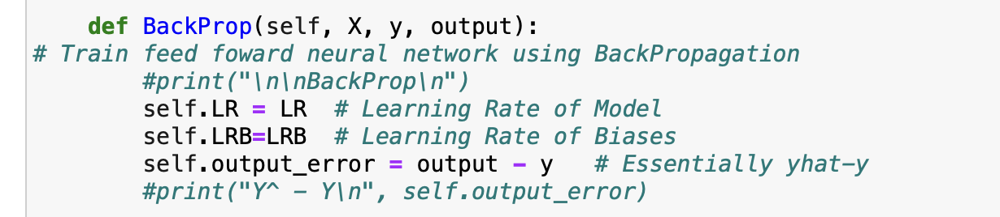 def BackProp(self, X, y, output):
# Train feed foward neural network using BackPropagation
#print("\n\nBackProp\n")
self.LR = LR  # Learning Rate of Model
self.LRB=LRB  # Learning Rate of Biases
self.output_error = output - y   # Essentially yhat-y
#print("Y^ - Y\n", self.output_error)